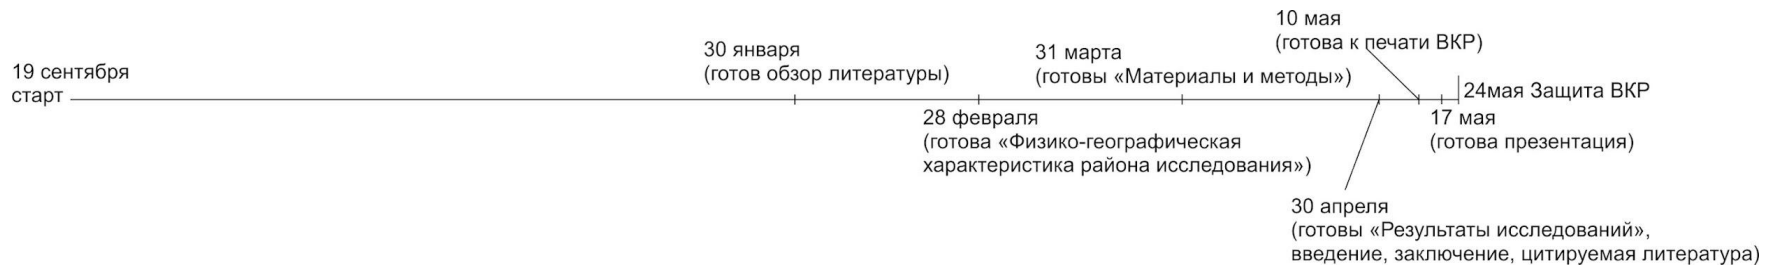 19 сентября
старт
30 января
(готов обзор литературы)
28 февраля
(готова «Физико-географическая
характеристика района исследования»)
31 марта
(готовы «Материалы и методы»)
30 апреля
(готовы «Результаты исследований»,
введение, заключение, цитируемая литература)
10 мая
(готова к печати ВКР)
17 мая
(готова презентация)
24мая Защита ВКР